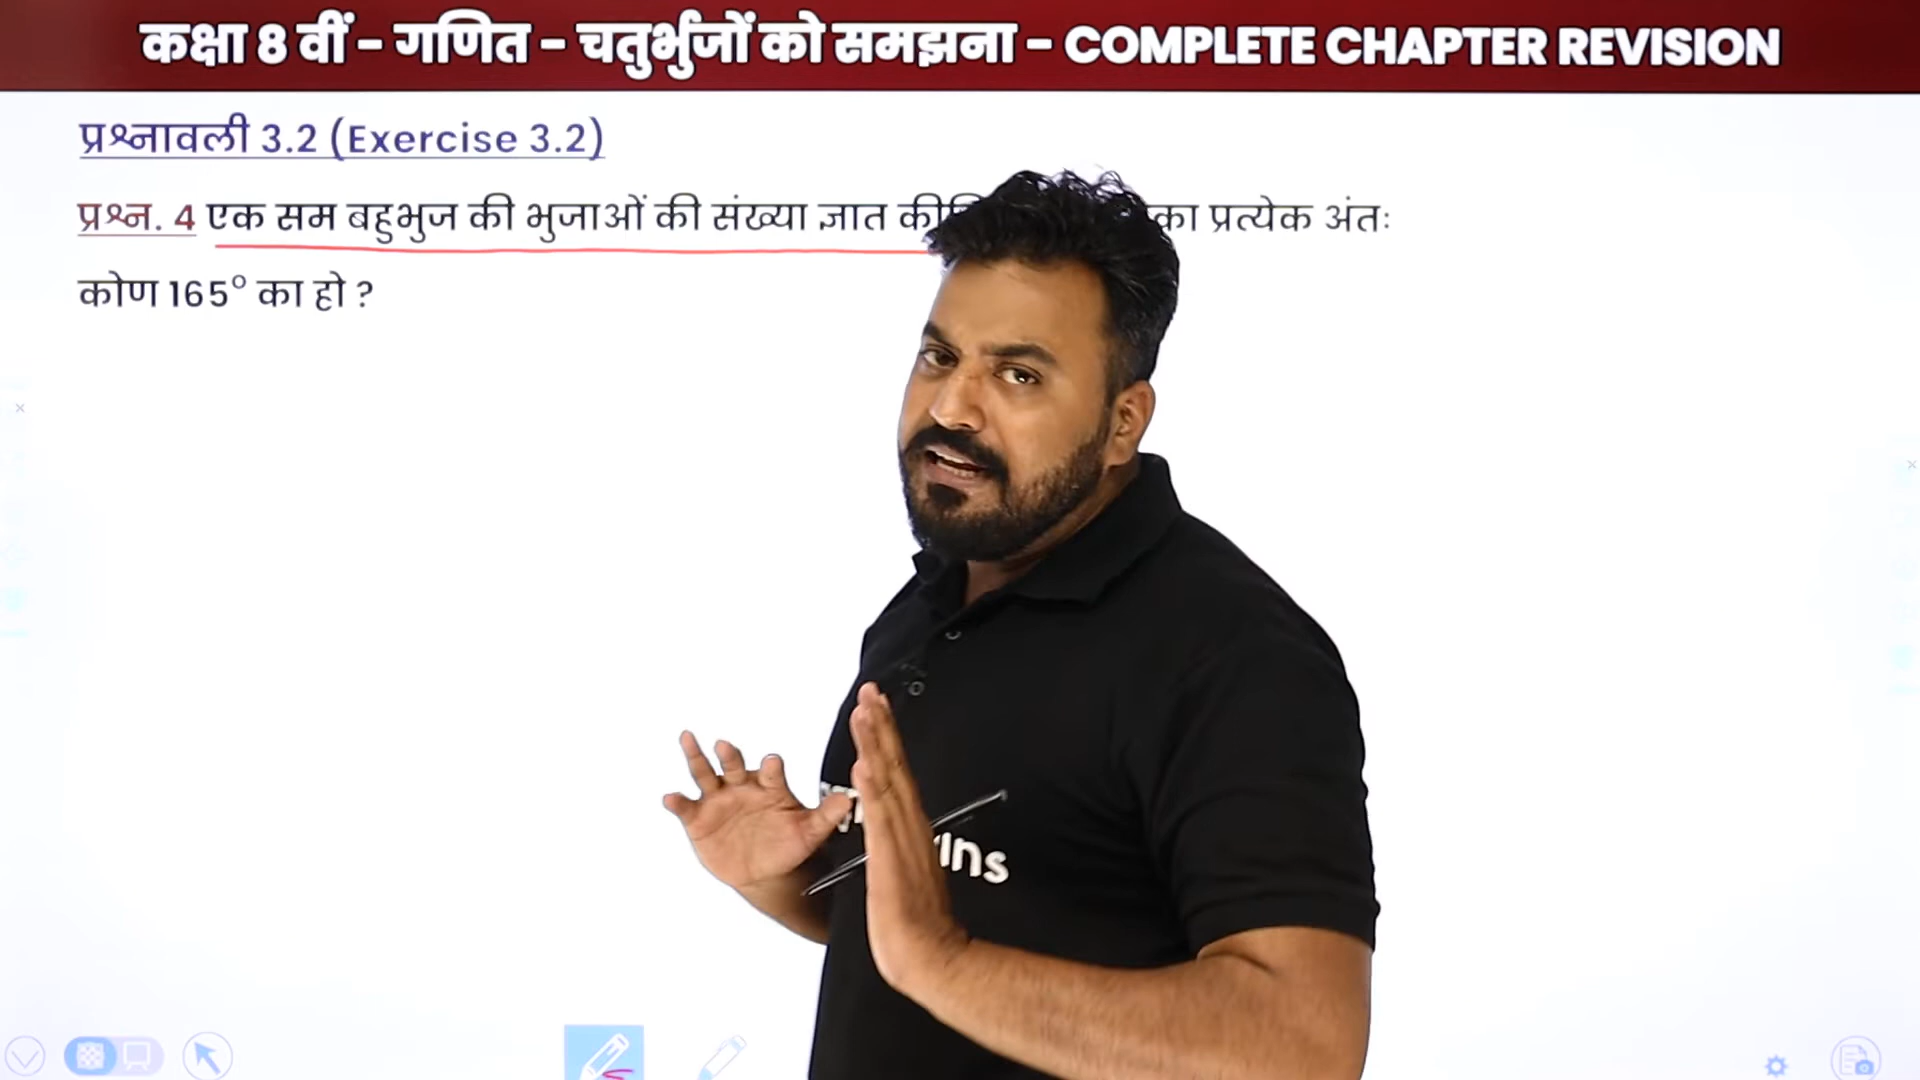 कक्षा 8 वीं – गणित – चतुर्भुजों को समझना – COMPLETE CHAPTER REVISION
प्रश्नावली 3.2 (Exercise 3.2)
प्रश्न. 4 एक सम बहुभुज की भुजाओं की संख्या ज्ञात का प्रत्येक अंतः
कोण 165° का हो ?